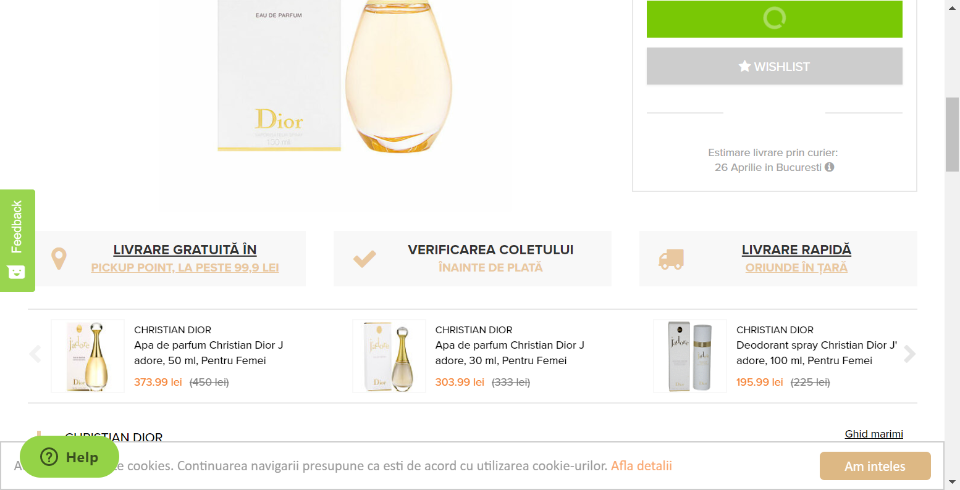 EAU DE PARFUM
Dior
100 ml
WISHLIST
Estimare livrare prin curier:
26 Aprilie in Bucuresti
Feedback
LIVRARE GRATUITĂ ÎN
PICKUP POINT, LA PESTE 99,9 LEI
VERIFICAREA COLETULUI
ÎNAINTE DE PLATĂ
LIVRARE RAPIDĂ
ORIUNDE ÎN ȚARĂ
CHRISTIAN DIOR
Apa de parfum Christian Dior J
adore, 50 ml, Pentru Femei
373.99 lei (450 lei)
CHRISTIAN DIOR
Apa de parfum Christian Dior J
adore, 30 ml, Pentru Femei
303.99 lei (333 lei)
CHRISTIAN DIOR
Deodorant spray Christian Dior J'
adore, 100 ml, Pentru Femei
195.99 lei (225 lei)
CHRISTIAN DIOR
Ghid marimi
Help
cookies. Continuarea navigarii presupune ca esti de acord cu utilizarea cookie-urilor. Afla detalii
Am inteles